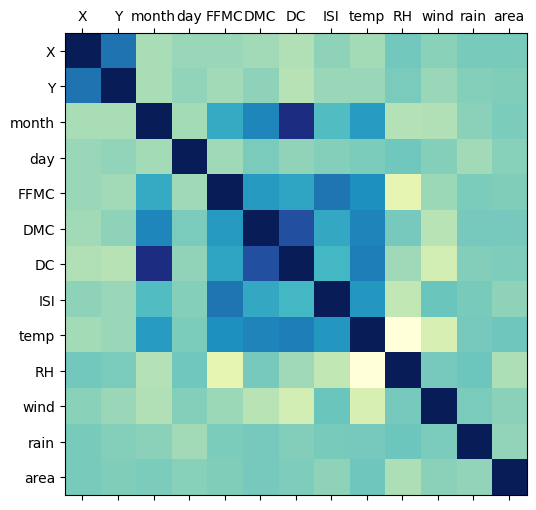 X Y month day FFMC DMC DC ISI temp RH wind rain area
X
Y
month
day
FFMC
DMC
DC
ISI
temp
RH
wind
rain
area